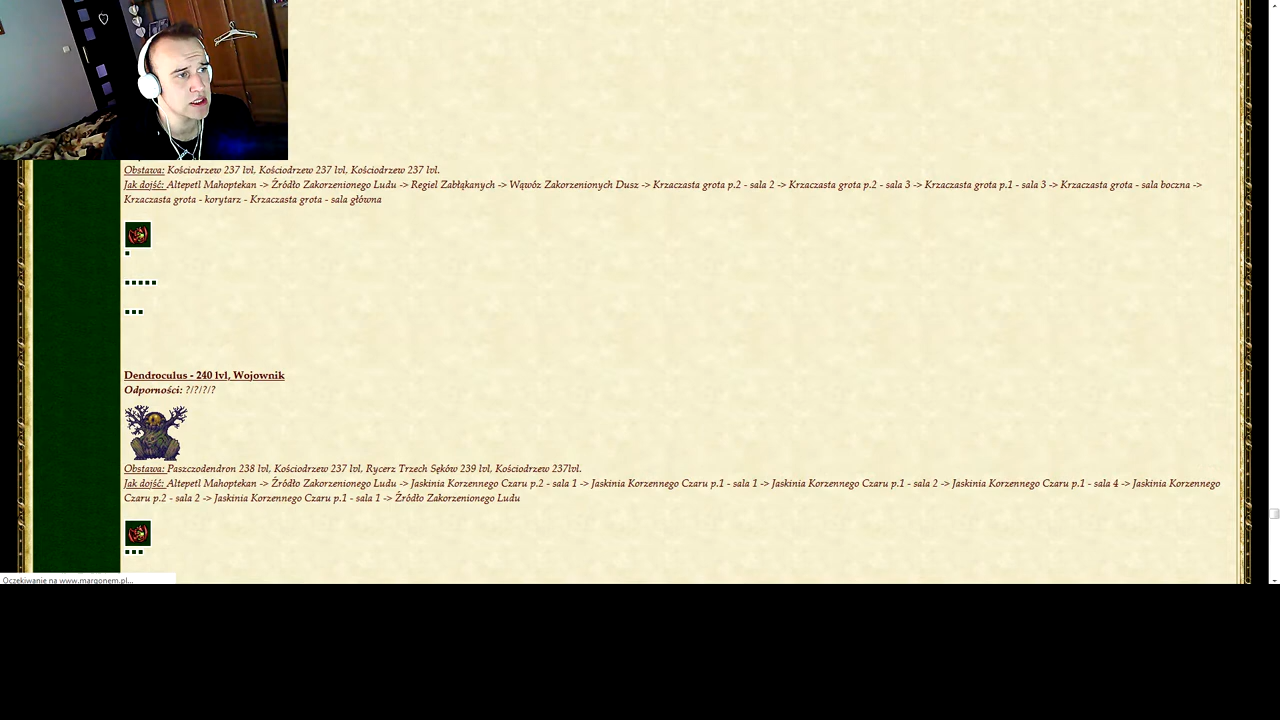 Obstawa: Kościodrzew 237 lvl, Kościodrzew 237 lvl, Kościodrzew 237 lvl.
Jak dojść: Altepetl Mahoptekan -> Źródło Zakorzenionego Ludu -> Regiel Zabłąkanych -> Wąwóz Zakorzenionych Dusz -> Krzaczasta grota p.2 - sala 2 -> Krzaczasta grota p.2 - sala 3 -> Krzaczasta grota p.1 - sala 3 -> Krzaczasta grota - sala boczna ->
Krzaczasta grota - korytarz - Krzaczasta grota - sala główna
Dendroculus - 240 lvl, Wojownik
Odporności: ?/?/?/?
Obstawa: Paszczodendron 238 lvl, Kościodrzew 237 lvl, Rycerz Trzech Sęków 239 lvl, Kościodrzew 237lvl.
Jak dojść: Altepetl Mahoptekan -> Źródło Zakorzenionego Ludu -> Jaskinia Korzennego Czaru p.2 - sala 1 -> Jaskinia Korzennego Czaru p.1 - sala 1 -> Jaskinia Korzennego Czaru p.1 - sala 2 -> Jaskinia Korzennego Czaru p.1 - sala 4 -> Jaskinia Korzennego
Czaru p.2 - sala 2 -> Jaskinia Korzennego Czaru p.1 - sala 1 -> Źródło Zakorzenionego Ludu
Oczekiwanie na www.margonem.pl...